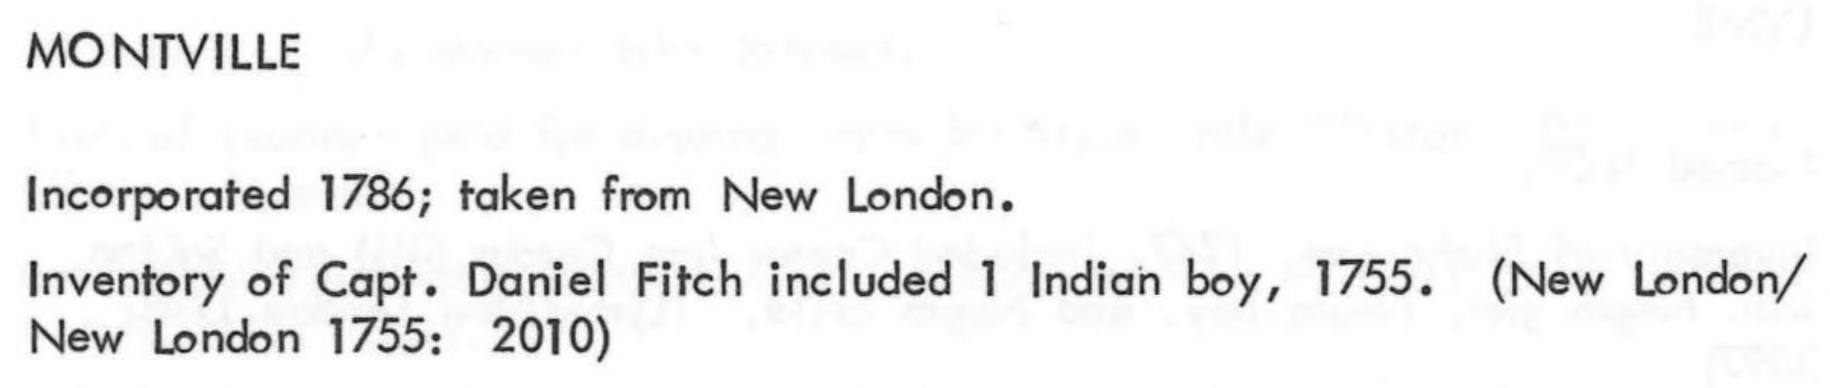 MONTVILLE
Incorporated 1786; taken from New London.
Inventory of Capt. Daniel Fitch included 1 Indian boy, 1755. (New London/
New London 1755: 2010)